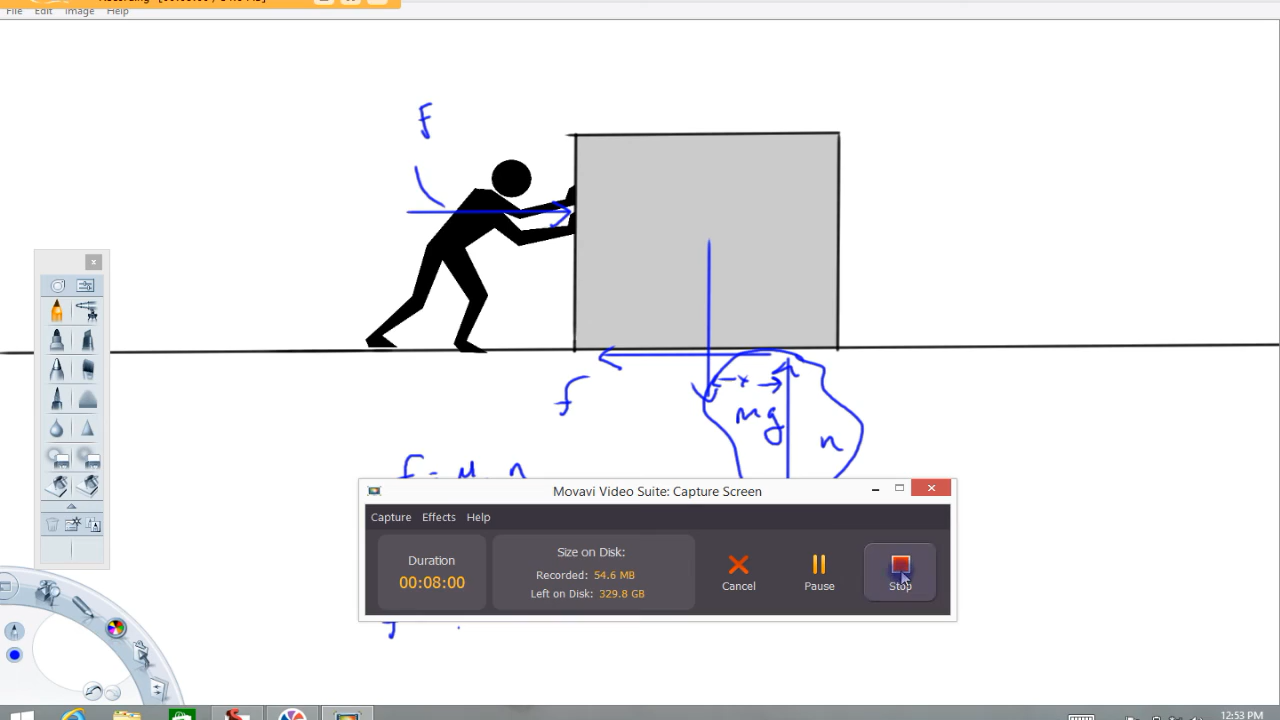 File Edit Image Help
F
f
x
mg
n
Movavi Video Suite: Capture Screen
Capture Effects Help
Duration
00:08:00
Size on Disk:
Recorded: 54.6 MB
Left on Disk: 329.8 GB
Cancel
Pause
Stop
12:53 PM